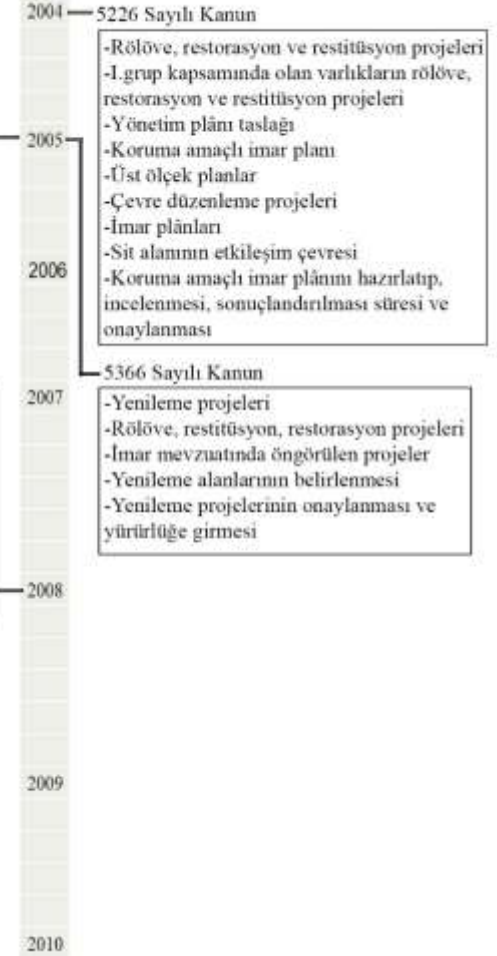 2004
5226 Sayılı Kanun
-Rölöve, restorasyon ve restitüsyon projeleri
-I.grup kapsamında olan varlıkların rölöve,
restorasyon ve restitüsyon projeleri
-Yönetim plânı taslağı
-Koruma amaçlı imar planı
-Üst ölçek planlar
-Çevre düzenleme projeleri
-İmar plânları
-Sit alanının etkileşim çevresi
-Koruma amaçlı imar plânını hazırlatıp,
incelenmesi, sonuçlandırılması süresi ve
onaylanması
2005
2006
5366 Sayılı Kanun
-Yenileme projeleri
-Rölöve, restitüsyon, restorasyon projeleri
-İmar mevzuatında öngörülen projeler
-Yenileme alanlarının belirlenmesi
-Yenileme projelerinin onaylanması ve
yürürlüğe girmesi
2007
2008
2009
2010